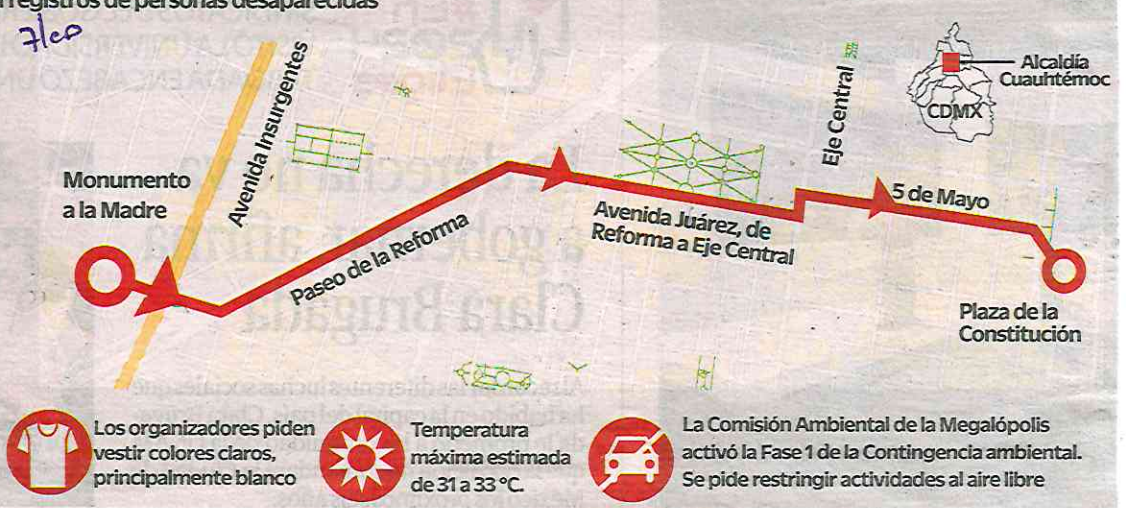 registros de personas desaparecidas
Avenida Insurgentes
Eje Central
Alcaldía
Cuauhtémoc
CDMX
Monumento
a la Madre
Paseo de la Reforma
Avenida Juárez, de
Reforma a Eje Central
5 de Mayo
Plaza de la
Constitución
Los organizadores piden
vestir colores claros,
principalmente blanco
Temperatura
máxima estimada
de 31 a 33 °C.
La Comisión Ambiental de la Megalópolis
activó la Fase 1 de la Contingencia ambiental.
Se pide restringir actividades al aire libre